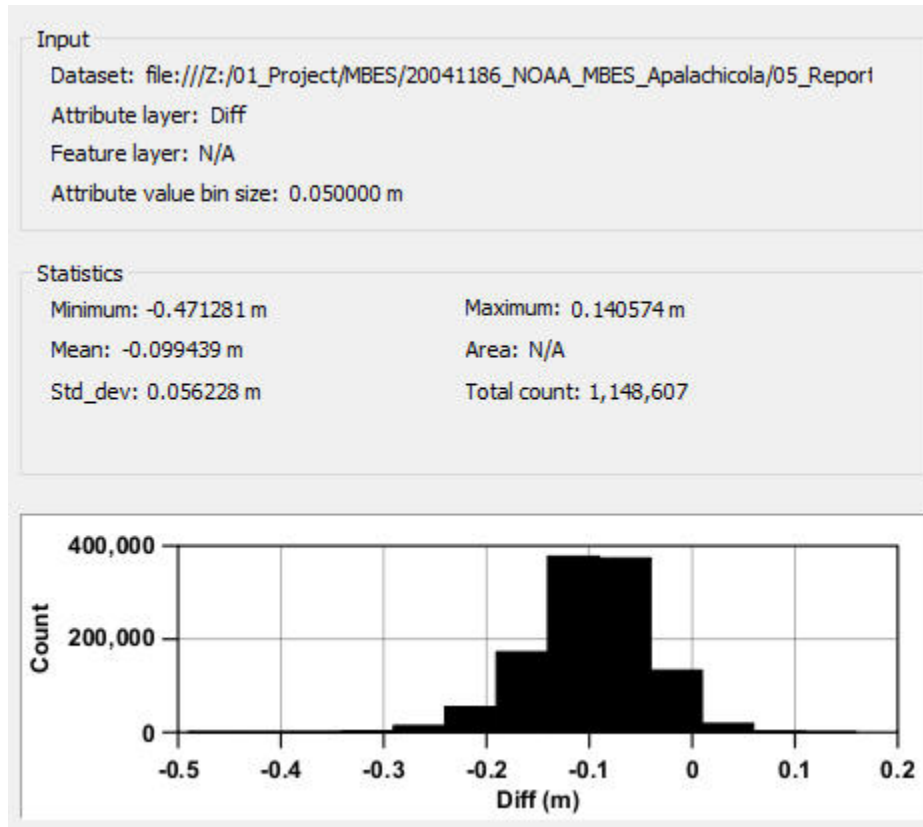 Input
Dataset: file:///Z:/01_Project/MBES/20041186_NOAA_MBES_Apalachicola/05_Report
Attribute layer: Diff
Feature layer: N/A
Attribute value bin size: 0.050000 m
Statistics
Minimum: -0.471281 m Maximum: 0.140574 m
Mean: -0.099439 m Area: N/A
Std_dev: 0.056228 m Total count: 1,148,607
400,000
200,000
0
Count
-0.5 -0.4 -0.3 -0.2 -0.1 0 0.1 0.2
Diff (m)